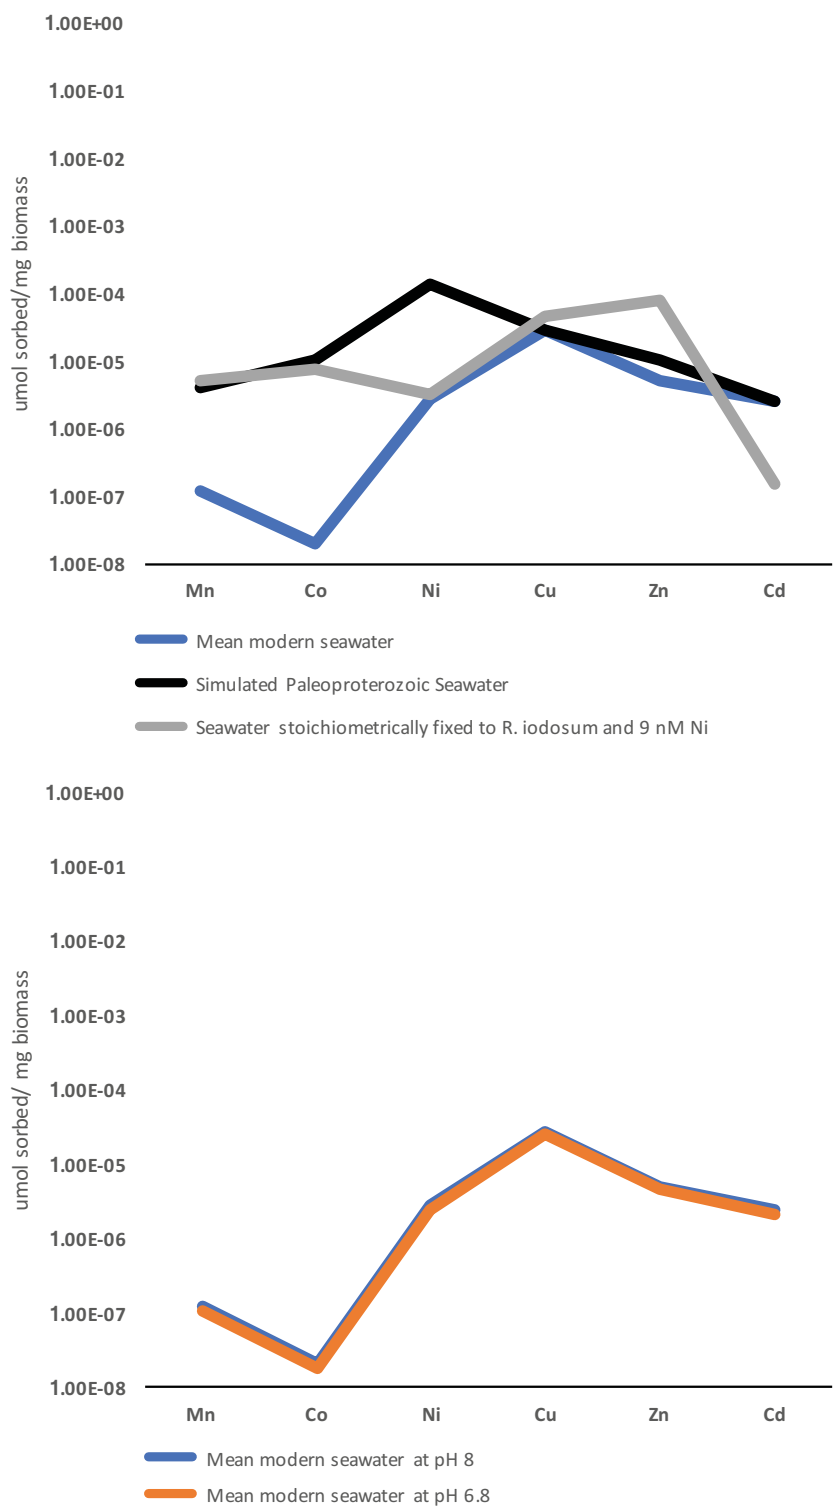 1.00E+00
1.00E-01
1.00E-02
1.00E-03
1.00E-04
1.00E-05
1.00E-06
1.00E-07
1.00E-08
umol sorbed/mg biomass
Mn Co Ni Cu Zn Cd
Mean modern seawater
Simulated Paleoproterozoic Seawater
Seawater stoichiometrically fixed to R. iodosum and 9 nM Ni
1.00E+00
1.00E-01
1.00E-02
1.00E-03
1.00E-04
1.00E-05
1.00E-06
1.00E-07
1.00E-08
umol sorbed/ mg biomass
Mn Co Ni Cu Zn Cd
Mean modern seawater at pH 8
Mean modern seawater at pH 6.8